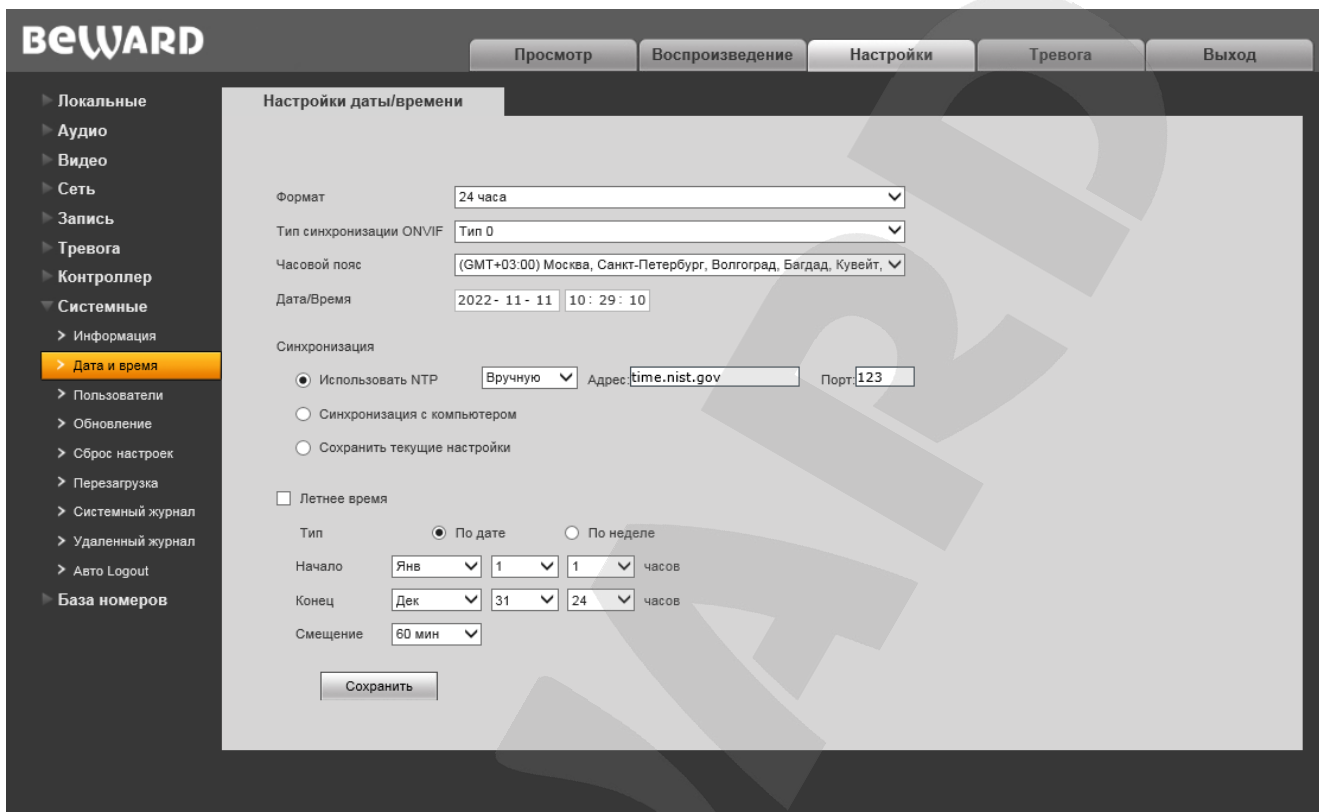 BEWARD
Просмотр Воспроизведение Настройки Тревога Выход
Локальные
Аудио
Видео
Сеть
Запись
Тревога
Контроллер
Системные
Информация
Дата и время
Пользователи
Обновление
Сброс настроек
Перезагрузка
Системный журнал
Удаленный журнал
Авто Logout
База номеров
Настройки даты/времени
Формат 24 часа
Тип синхронизации ONVIF Тип 0
Часовой пояс (GMT+03:00) Москва, Санкт-Петербург, Волгоград, Багдад, Кувейт,
Дата/Время 2022- 11 - 11 10: 29: 10
Синхронизация
Использовать NTP Вручную Адрес: time.nist.gov Порт: 123
Синхронизация с компьютером
Сохранить текущие настройки
Летнее время
Тип По дате По неделе
Начало Янв 1 1 часов
Конец Дек 31 24 часов
Смещение 60 мин
Сохранить